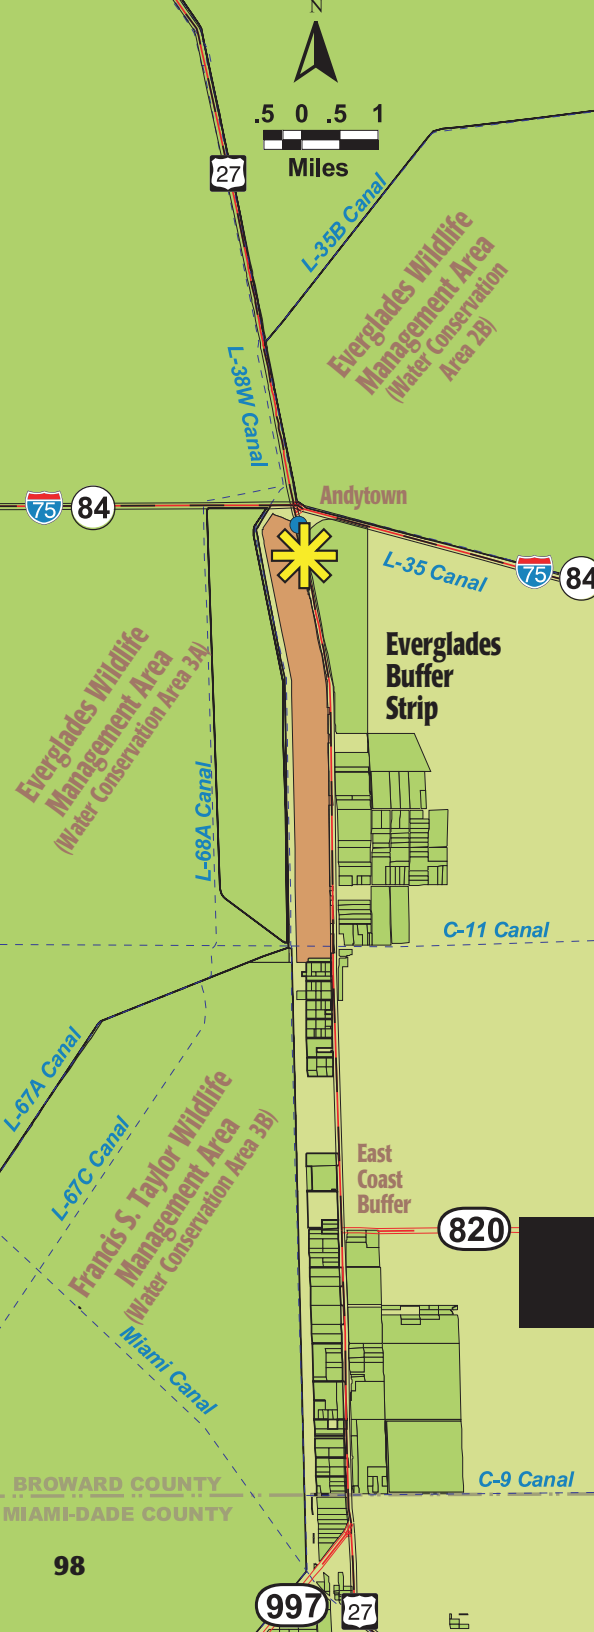 N
.5 0 .5 1
Miles
27
L-35B Canal
Everglades Wildlife
Management Area
(Water Conservation
Area 2B)
L-38W Canal
Andytown
75
84
L-35 Canal
75
84
Everglades
Buffer
Strip
Everglades Wildlife
Management Area
(Water Conservation Area 3A)
L-68A Canal
C-11 Canal
L-67A Canal
L-67C Canal
Francis S. Taylor Wildlife
Management Area
(Water Conservation Area 3B)
East
Coast
Buffer
820
Miami Canal
C-9 Canal
BROWARD COUNTY
MIAMI-DADE COUNTY
98
997
27